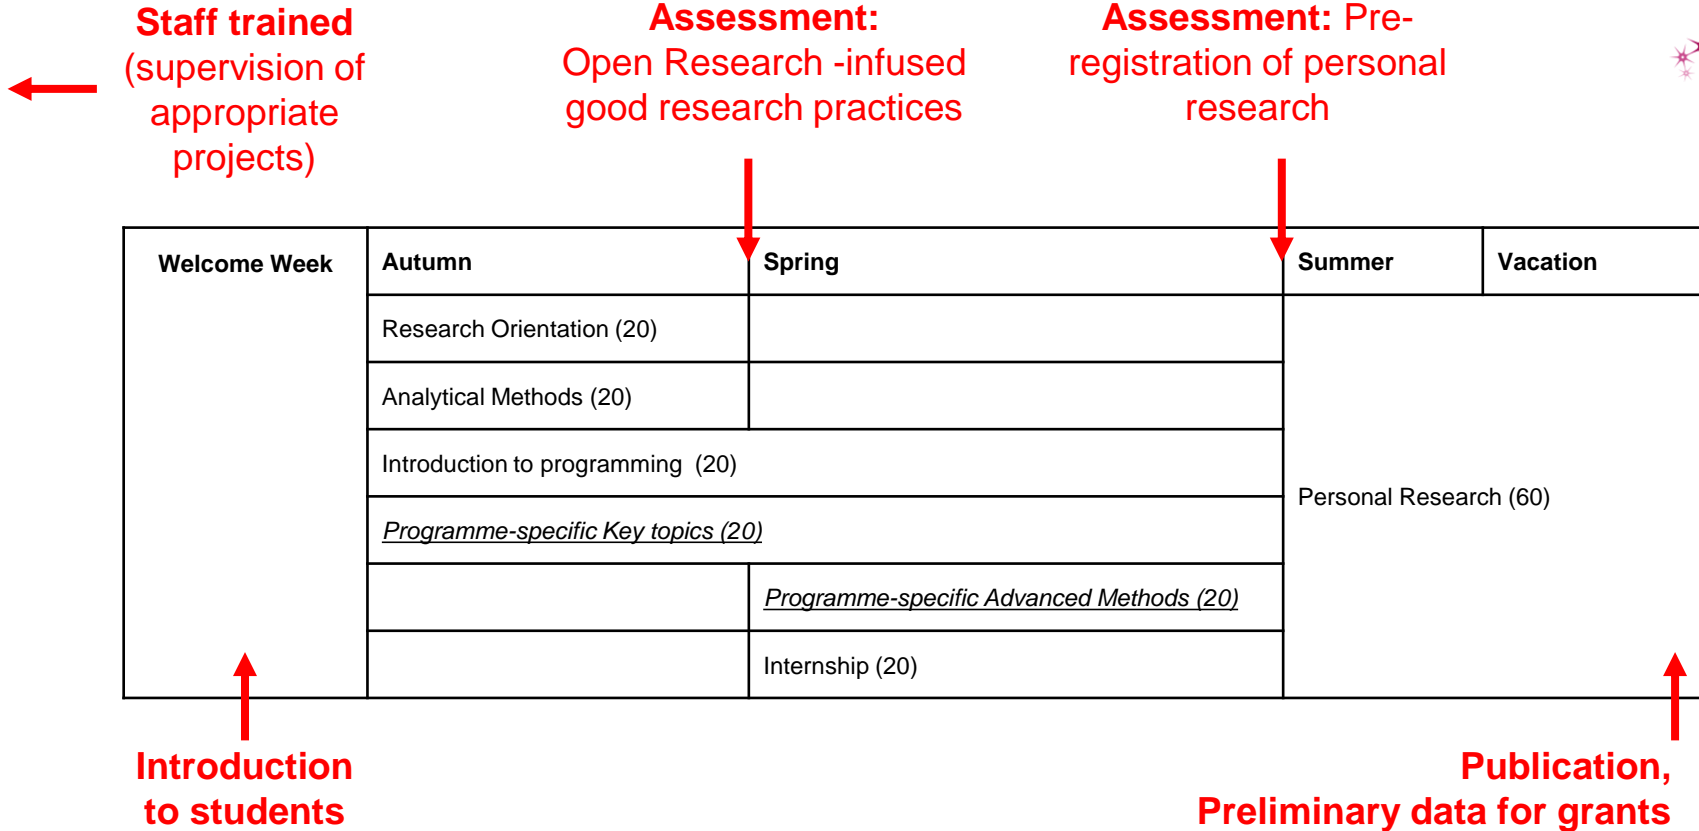 Staff trained
(supervision of
appropriate
projects)
Assessment:
Open Research -infused
good research practices
Assessment: Pre-
registration of personal
research
Welcome Week
Autumn
Spring
Summer
Vacation
Research Orientation (20)
Analytical Methods (20)
Introduction to programming  (20)
Programme-specific Key topics (20)
Programme-specific Advanced Methods (20)
Internship (20)
Personal Research (60)
Introduction
to students
Publication,
Preliminary data for grants